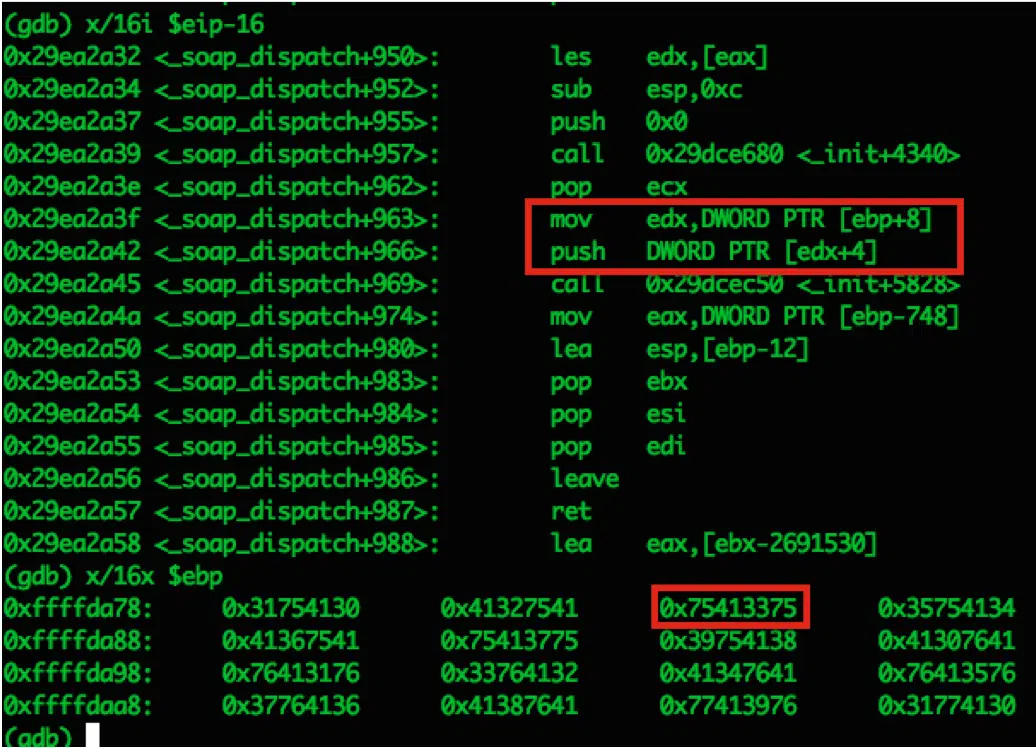 (gdb) x/16i $eip-16
0x29ea2a32 <_soap_dispatch+950>: les edx,[eax]
0x29ea2a34 <_soap_dispatch+952>: sub esp,0xc
0x29ea2a37 <_soap_dispatch+955>: push 0x0
0x29ea2a39 <_soap_dispatch+957>: call 0x29dce680 <_init+4340>
0x29ea2a3e <_soap_dispatch+962>: pop ecx
0x29ea2a3f <_soap_dispatch+963>: mov edx,DWORD PTR [ebp+8]
0x29ea2a42 <_soap_dispatch+966>: push DWORD PTR [edx+4]
0x29ea2a45 <_soap_dispatch+969>: call 0x29dcec50 <_init+5828>
0x29ea2a4a <_soap_dispatch+974>: mov eax,DWORD PTR [ebp-748]
0x29ea2a50 <_soap_dispatch+980>: lea esp,[ebp-12]
0x29ea2a53 <_soap_dispatch+983>: pop ebx
0x29ea2a54 <_soap_dispatch+984>: pop esi
0x29ea2a55 <_soap_dispatch+985>: pop edi
0x29ea2a56 <_soap_dispatch+986>: leave
0x29ea2a57 <_soap_dispatch+987>: ret
0x29ea2a58 <_soap_dispatch+988>: lea eax,[ebx-2691530]
(gdb) x/16x $ebp
0xffffda78: 0x31754130 0x41327541 0x75413375 0x35754134
0xffffda88: 0x41367541 0x75413775 0x39754138 0x41307641
0xffffda98: 0x76413176 0x33764132 0x41347641 0x76413576
0xffffdaa8: 0x37764136 0x41387641 0x77413976 0x31774130
(gdb)